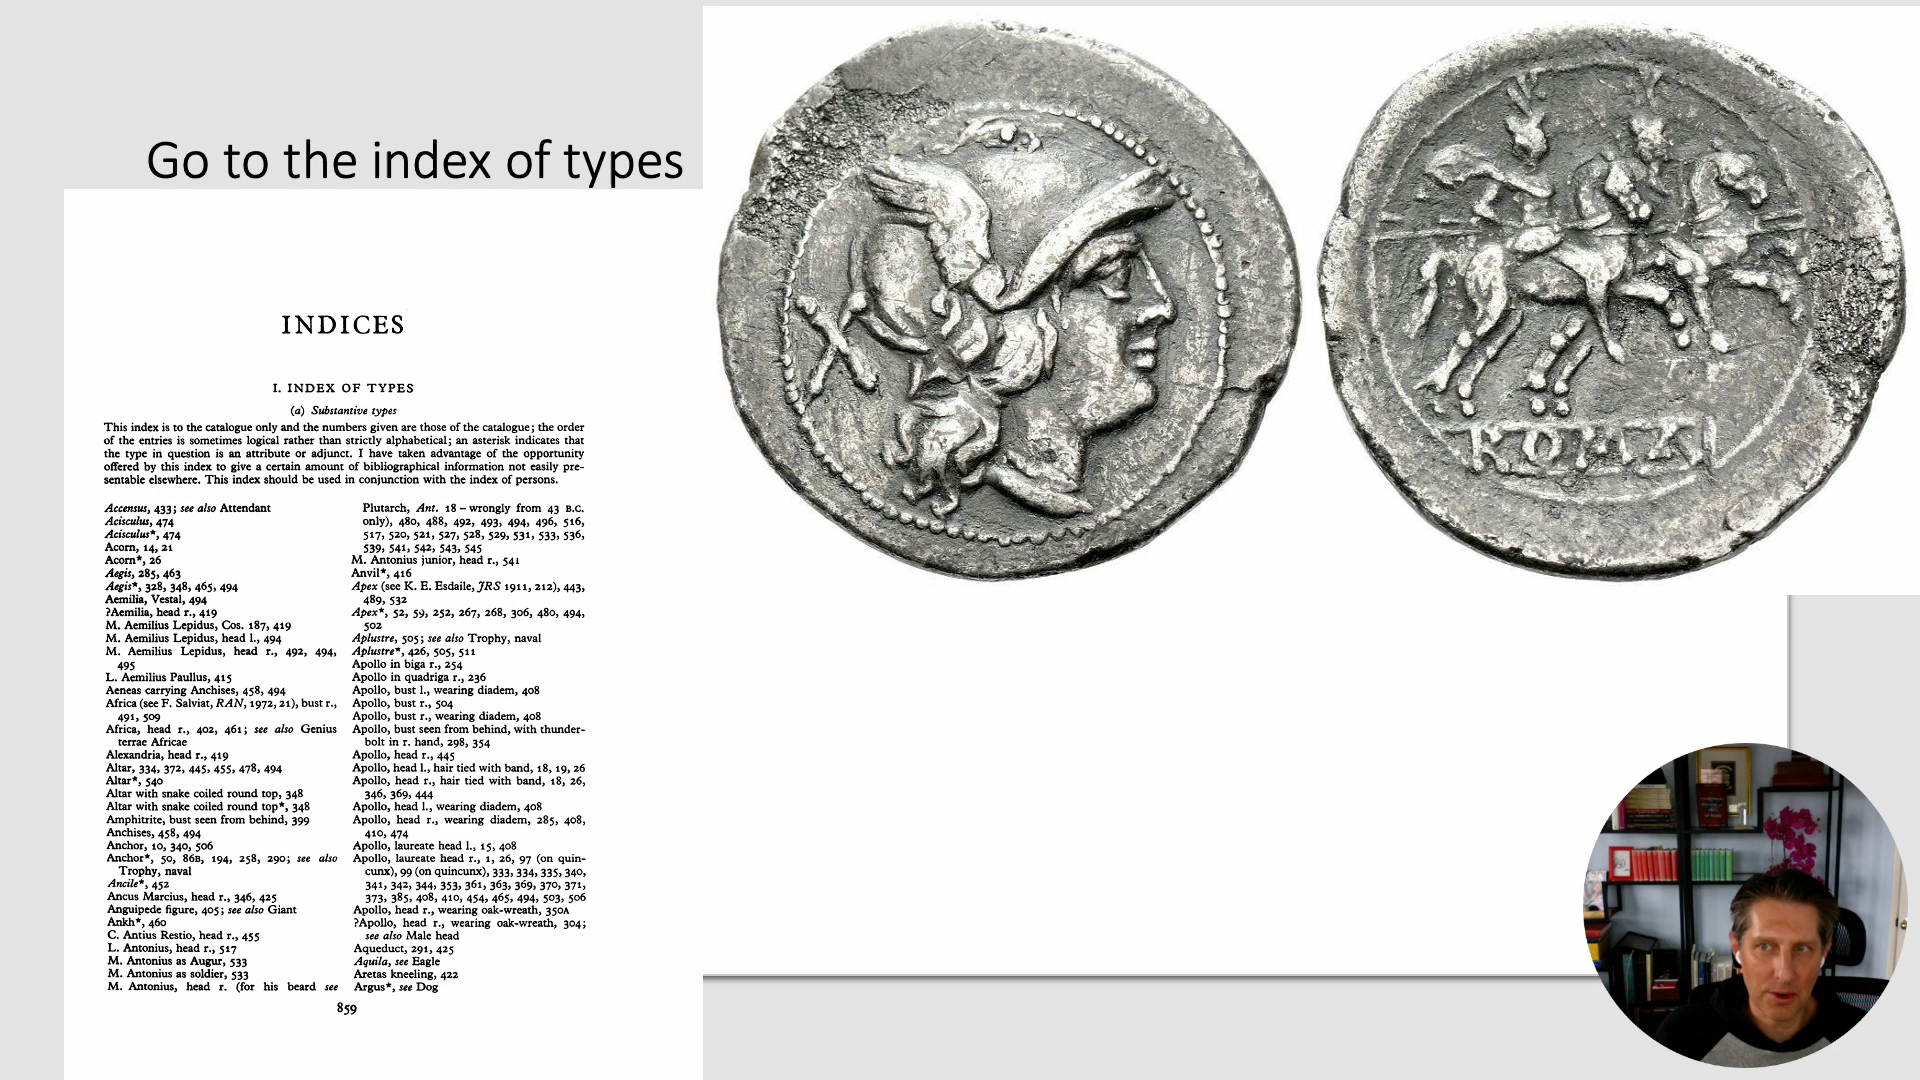 Go to the index of types
INDICES
I. INDEX OF TYPES
(a) Substantive types
This index is to the catalogue only and the numbers given are those of the catalogue; the order
of the entries is sometimes logical rather than strictly alphabetical; an asterisk indicates that
the type in question is an attribute or adjunct. I have taken advantage of the opportunity
offered by this index to give a certain amount of bibliographical information not easily pre-
sentable elsewhere. This index should be used in conjunction with the index of persons.
Accensus, 433; see also Attendant
Acisculus, 474
Acisculus*, 474
Acorn, 14, 21
Acorn*, 26
Aegis, 285, 463
Aegis*, 328, 348, 465, 494
Aemilia, Vestal, 494
?Aemilia, head r., 419
M. Aemilius Lepidus, Cos. 187, 419
M. Aemilius Lepidus, head l., 494
M. Aemilius Lepidus, head r., 492, 494,
495
L. Aemilius Paullus, 415
Aeneas carrying Anchises, 458, 494
Africa (see F. Salviat, RAN, 1972, 21), bust r.,
491, 509
Africa, head r., 402, 461; see also Genius
terrae Africae
Alexandria, head r., 419
Altar, 334, 372, 445, 455, 478, 494
Altar*, 540
Altar with snake coiled round top, 348
Altar with snake coiled round top*, 348
Amphitrite, bust seen from behind, 399
Anchises, 458, 494
Anchor, 10, 340, 506
Anchor*, 50, 86B, 194, 258, 290; see also
Trophy, naval
Ancile*, 452
Ancus Marcius, head r., 346, 425
Anguipede figure, 405; see also Giant
Ankh*, 460
C. Antius Restio, head r., 455
L. Antonius, head r., 517
M. Antonius as Augur, 533
M. Antonius as soldier, 533
M. Antonius, head r. (for his beard see
Plutarch, Ant. 18 – wrongly from 43 B.C.
only), 480, 488, 492, 493, 494, 496, 516,
517, 520, 521, 527, 528, 529, 531, 533, 536,
539, 541, 542, 543, 545
M. Antonius junior, head r., 541
Anvil*, 416
Apex (see K. E. Esdaile, JRS 1911, 212), 443,
489, 532
Apex*, 52, 59, 252, 267, 268, 306, 480, 494,
502
Aplustre, 505; see also Trophy, naval
Aplustre*, 426, 505, 511
Apollo in biga r., 254
Apollo in quadriga r., 236
Apollo, bust l., wearing diadem, 408
Apollo, bust r., 504
Apollo, bust r., wearing diadem, 408
Apollo, bust seen from behind, with thunder-
bolt in r. hand, 298, 354
Apollo, head r., 445
Apollo, head l., hair tied with band, 18, 19, 26
Apollo, head r., hair tied with band, 18, 26,
346, 369, 444
Apollo, head l., wearing diadem, 408
Apollo, head r., wearing diadem, 285, 408,
410, 474
Apollo, laureate head l., 15, 408
Apollo, laureate head r., 1, 26, 97 (on quin-
cunx), 99 (on quincunx), 333, 334, 335, 340,
341, 342, 344, 353, 361, 363, 369, 370, 371,
373, 385, 408, 410, 454, 465, 494, 503, 506
Apollo, head r., wearing oak-wreath, 350A
?Apollo, head r., wearing oak-wreath, 304;
see also Male head
Aqueduct, 291, 425
Aquila, see Eagle
Aretas kneeling, 422
Argus*, see Dog
859
X
ROMA